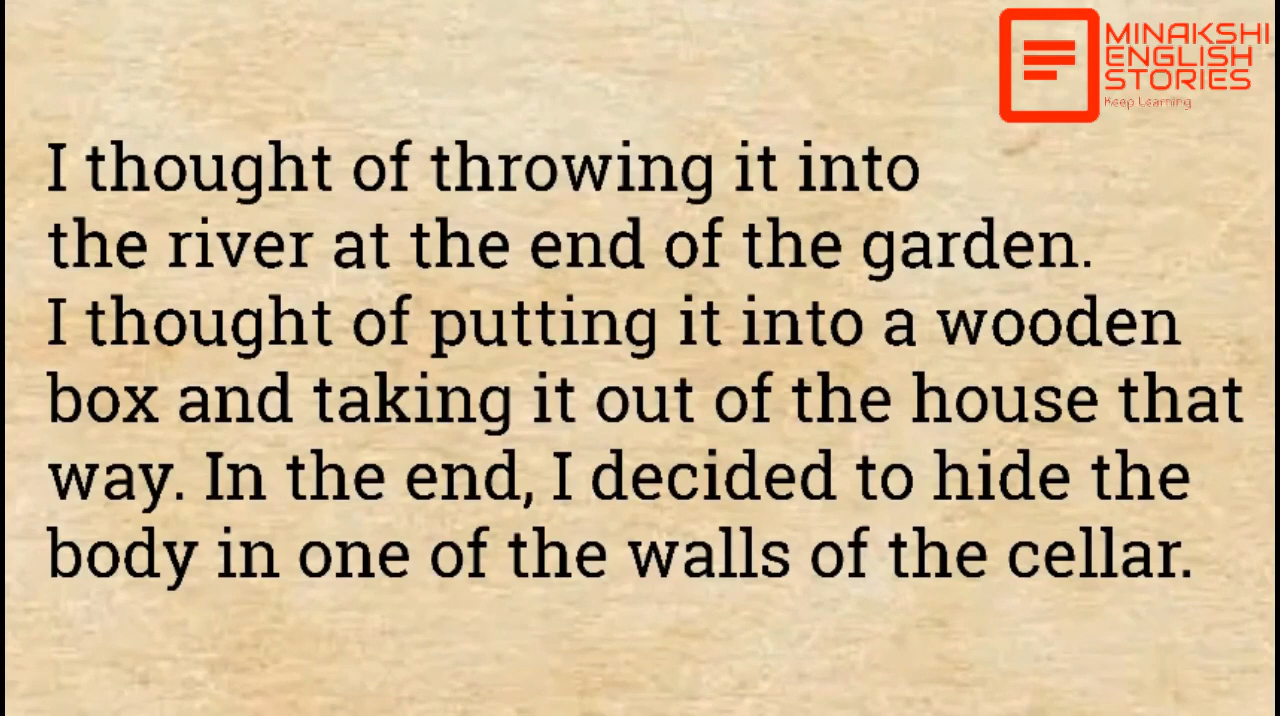 MINAKSHI
ENGLISH
STORIES
Keep Learning
I thought of throwing it into
the river at the end of the garden.
I thought of putting it into a wooden
box and taking it out of the house that
way. In the end, I decided to hide the
body in one of the walls of the cellar.